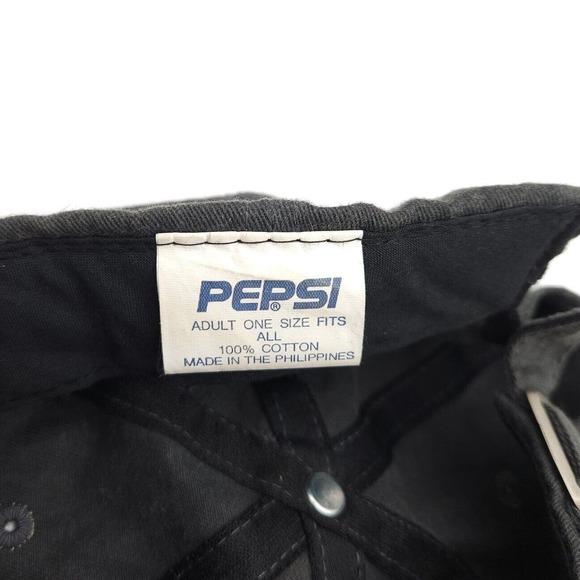 PEPSI®
ADULT ONE SIZE FITS
ALL
100% COTTON
MADE IN THE PHILIPPINES